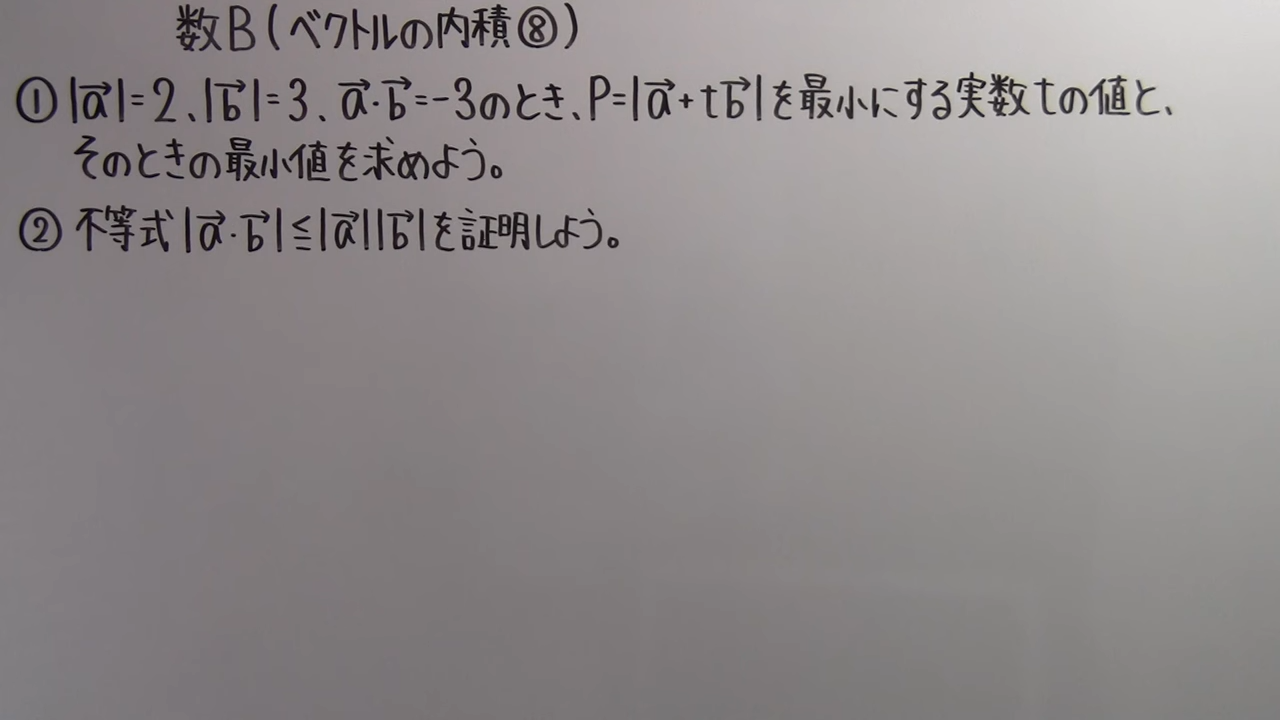 数B(ベクトルの内積⑧)
①|a⃗|=2、|b⃗|=3、a⃗・b⃗=-3のとき、P=|a⃗+tb⃗|を最小にする実数tの値と、
そのときの最小値を求めよう。
②不等式|a⃗・b⃗|≦|a⃗||b⃗|を証明しよう。